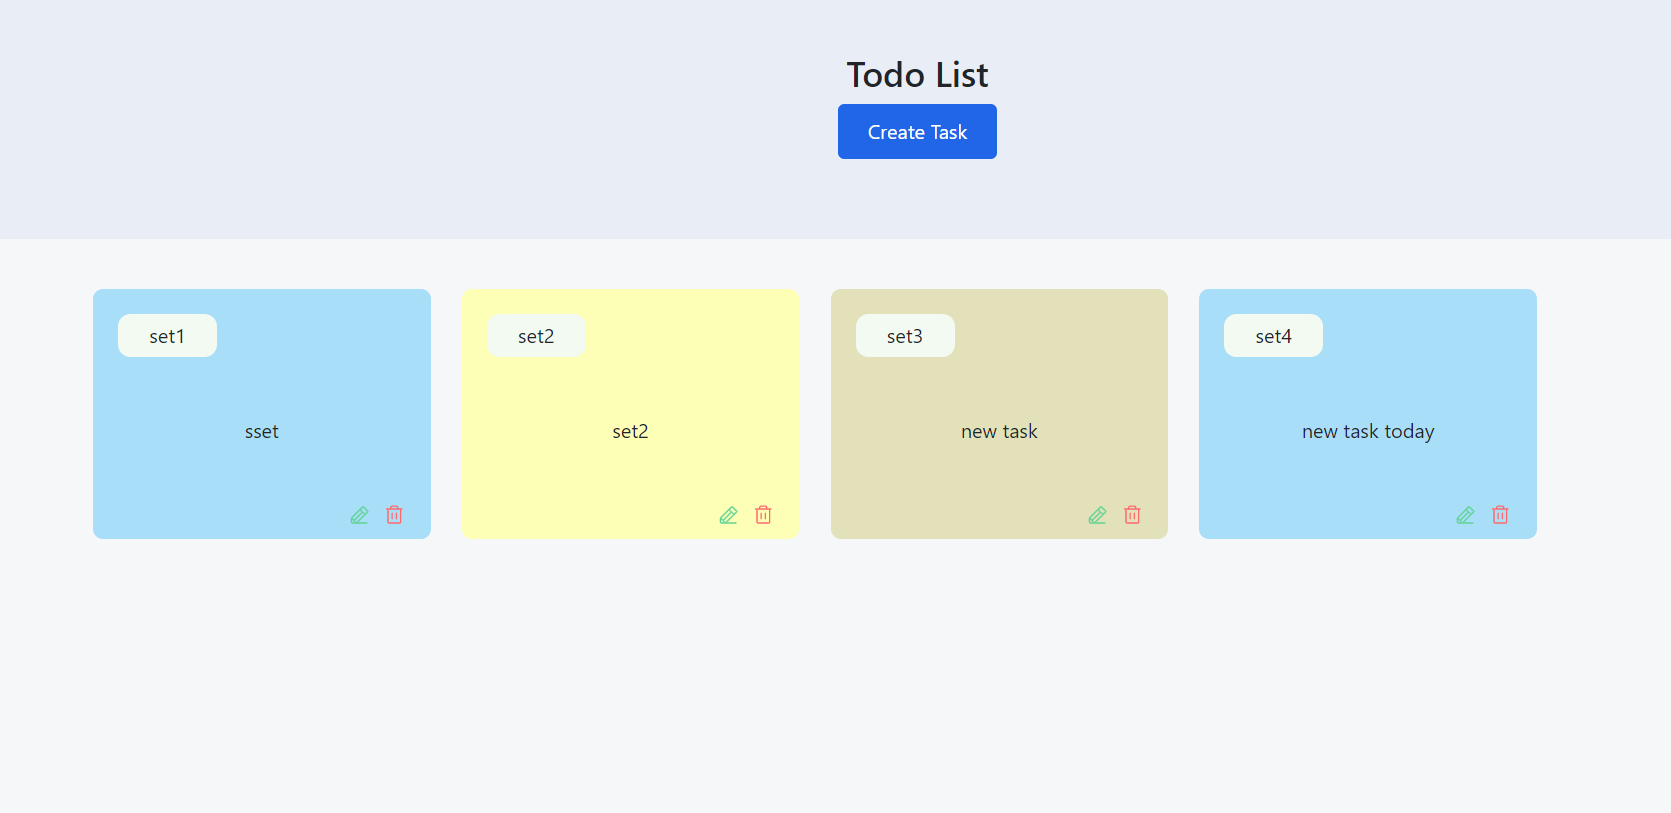 Todo List
Create Task
set1
sset
set2
set2
set3
new task
set4
new task today